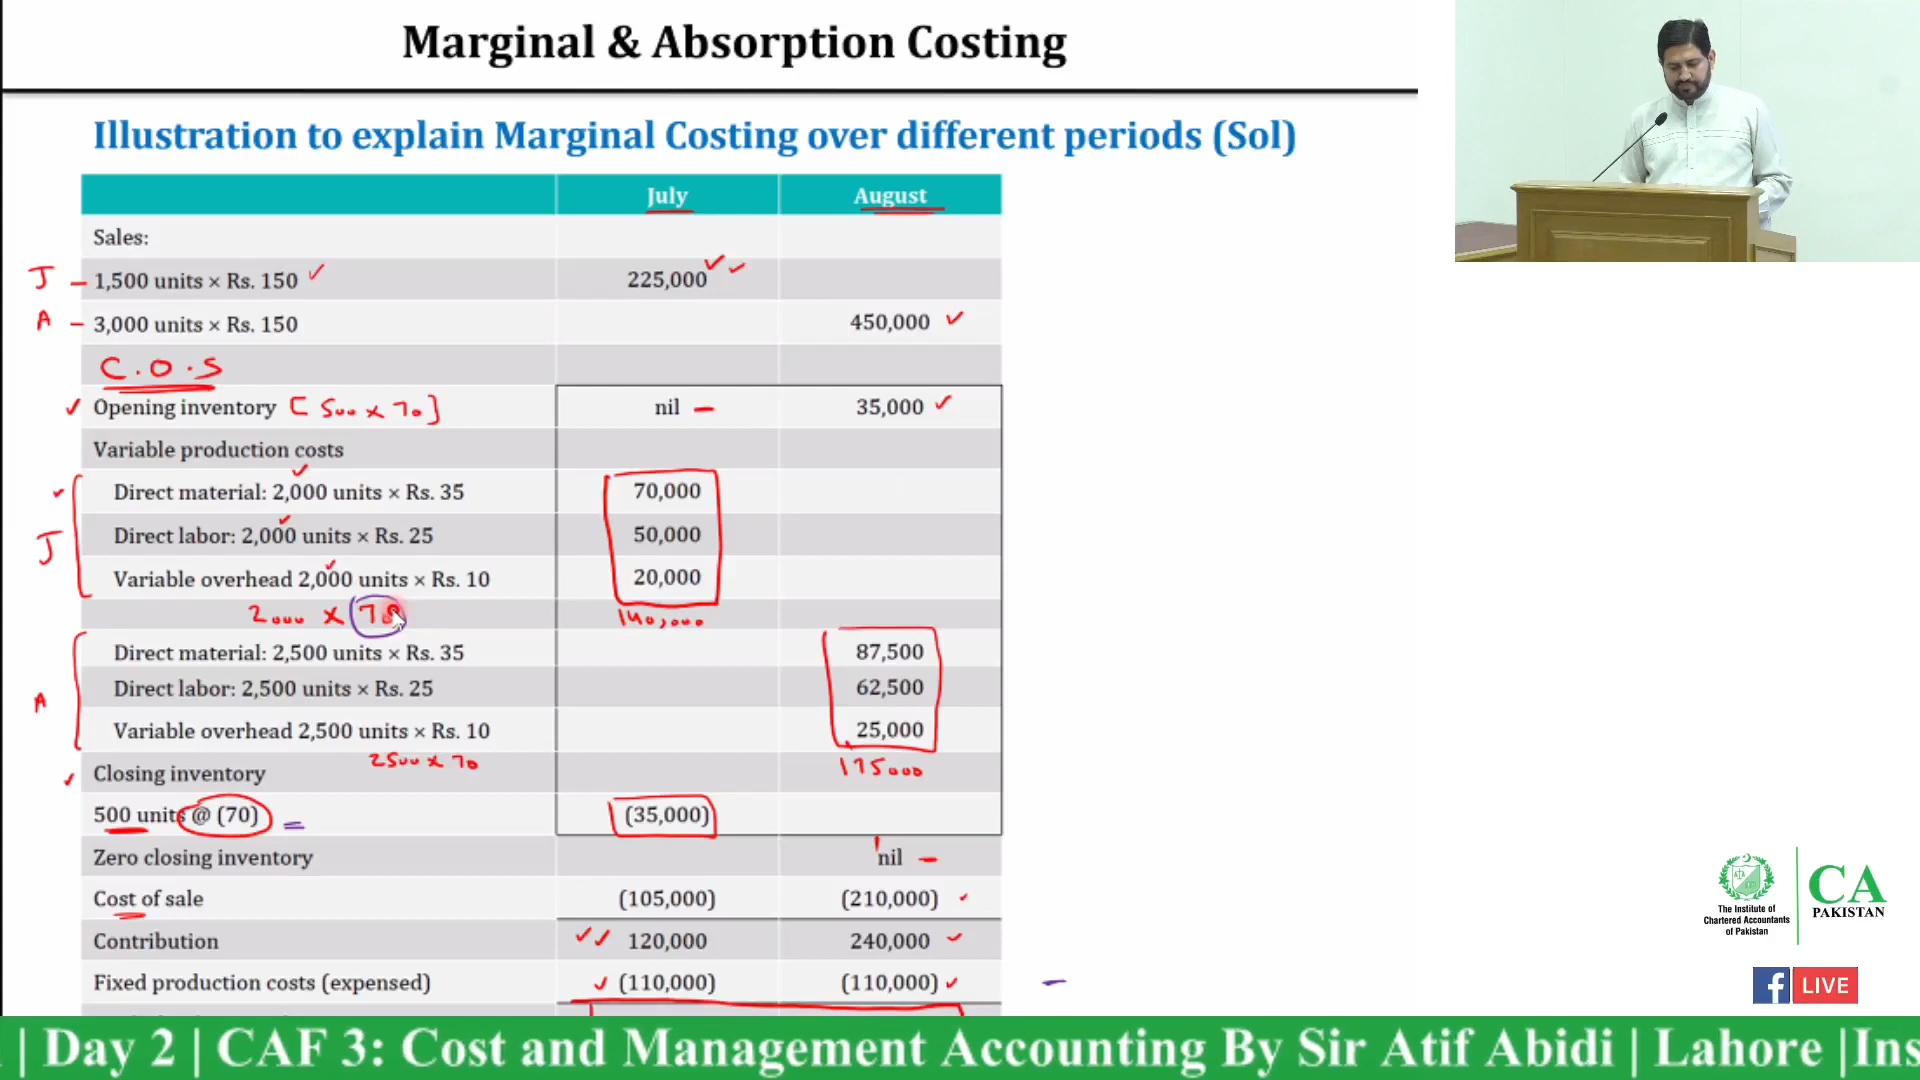 Marginal & Absorption Costing
Illustration to explain Marginal Costing over different periods (Sol)
July August
Sales:
J - 1,500 units × Rs. 150 225,000
A - 3,000 units × Rs. 150 450,000
C.O.S
Opening inventory [500 x 70] nil 35,000
Variable production costs
Direct material: 2,000 units × Rs. 35 70,000
J Direct labor: 2,000 units × Rs. 25 50,000
Variable overhead 2,000 units × Rs. 10 20,000
2000 x 70 140,000
Direct material: 2,500 units × Rs. 35 87,500
A Direct labor: 2,500 units × Rs. 25 62,500
Variable overhead 2,500 units × Rs. 10 25,000
2500 x 70 175000
Closing inventory
500 units @ (70) (35,000)
Zero closing inventory nil
Cost of sale (105,000) (210,000)
Contribution 120,000 240,000
Fixed production costs (expensed) (110,000) (110,000)
The Institute of
Chartered Accountants
of Pakistan
CA
PAKISTAN
f LIVE
| Day 2 | CAF 3: Cost and Management Accounting By Sir Atif Abidi | Lahore |Ins